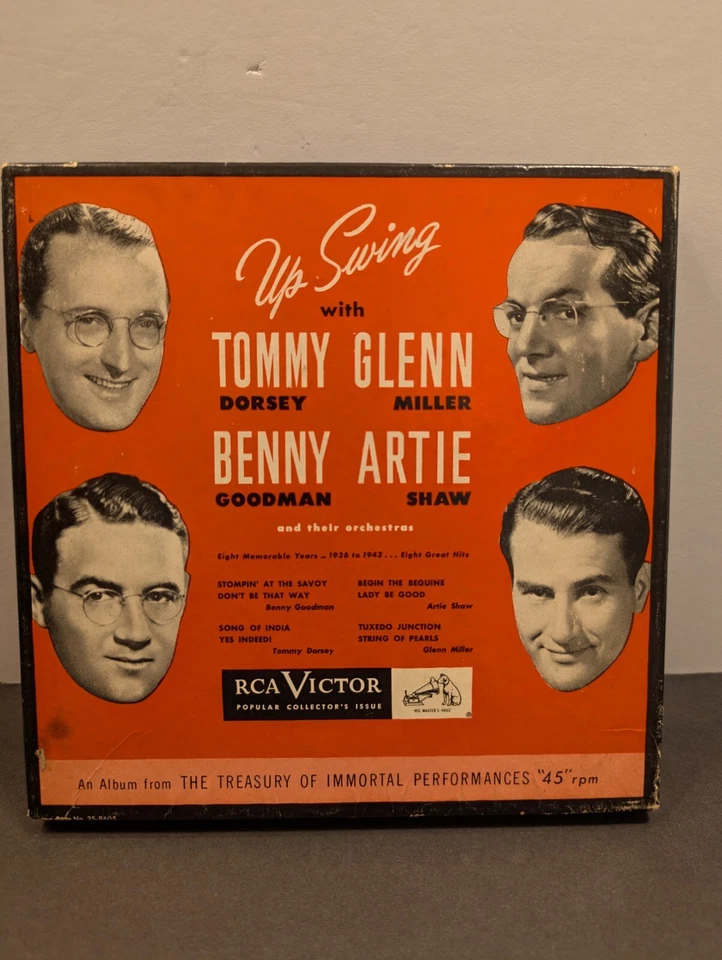 Up Swing
with
TOMMY GLENN
DORSEY MILLER
BENNY ARTIE
GOODMAN SHAW
and their orchestras
Eight Memorable Years – 1936 to 1943 . . . Eight Great Hits
STOMPIN' AT THE SAVOY
DON'T BE THAT WAY
Benny Goodman
BEGIN THE BEGUINE
LADY BE GOOD
Artie Shaw
SONG OF INDIA
YES INDEED!
Tommy Dorsey
TUXEDO JUNCTION
STRING OF PEARLS
Glenn Miller
RCA VICTOR
POPULAR COLLECTOR'S ISSUE
"HIS MASTER'S VOICE"
An Album from THE TREASURY OF IMMORTAL PERFORMANCES "45" rpm